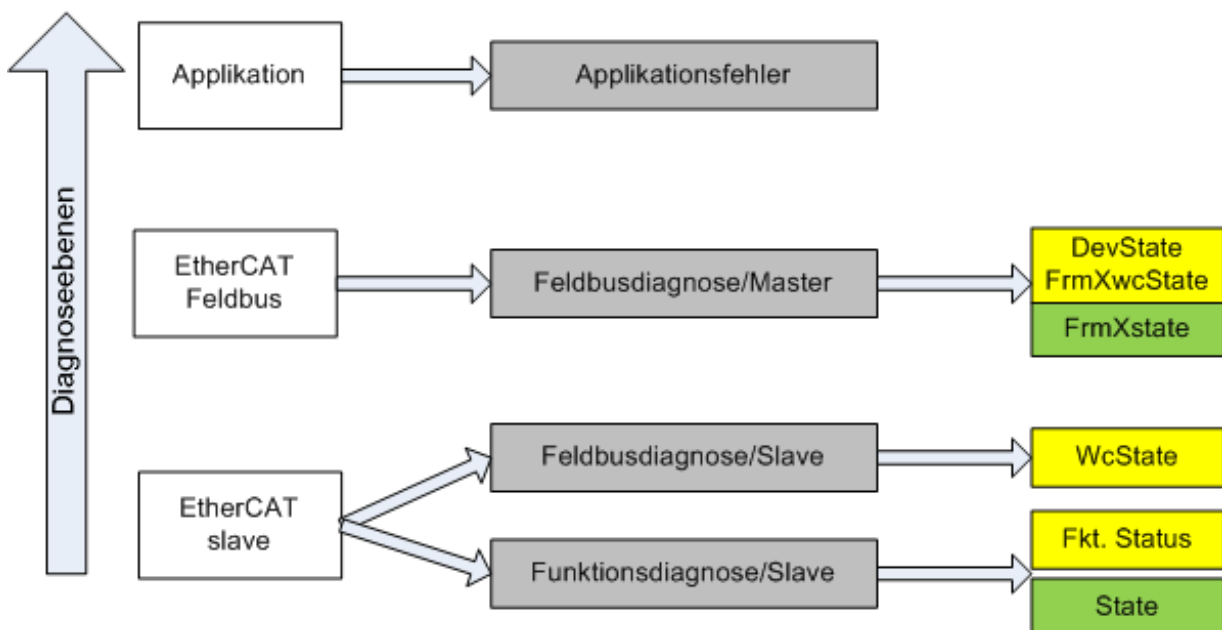 Diagnoseebenen
Applikation
Applikationsfehler
EtherCAT
Feldbus
Feldbusdiagnose/Master
DevState
FrmXwcState
FrmXstate
EtherCAT
slave
Feldbusdiagnose/Slave
WcState
Funktionsdiagnose/Slave
Fkt. Status
State